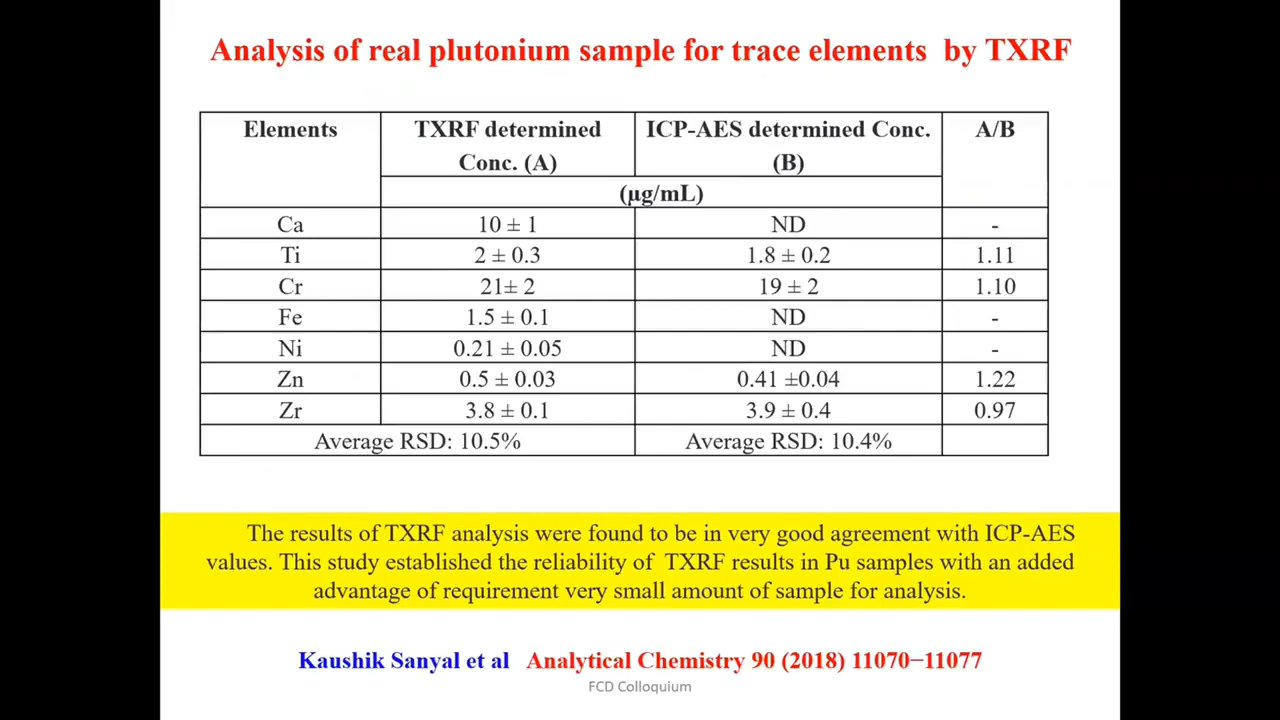 Analysis of real plutonium sample for trace elements by TXRF
Elements TXRF determined Conc. (A) ICP-AES determined Conc. (B) A/B
(µg/mL)
Ca 10 ± 1 ND -
Ti 2 ± 0.3 1.8 ± 0.2 1.11
Cr 21± 2 19 ± 2 1.10
Fe 1.5 ± 0.1 ND -
Ni 0.21 ± 0.05 ND -
Zn 0.5 ± 0.03 0.41 ±0.04 1.22
Zr 3.8 ± 0.1 3.9 ± 0.4 0.97
Average RSD: 10.5% Average RSD: 10.4%
The results of TXRF analysis were found to be in very good agreement with ICP-AES
values. This study established the reliability of TXRF results in Pu samples with an added
advantage of requirement very small amount of sample for analysis.
Kaushik Sanyal et al Analytical Chemistry 90 (2018) 11070−11077
FCD Colloquium